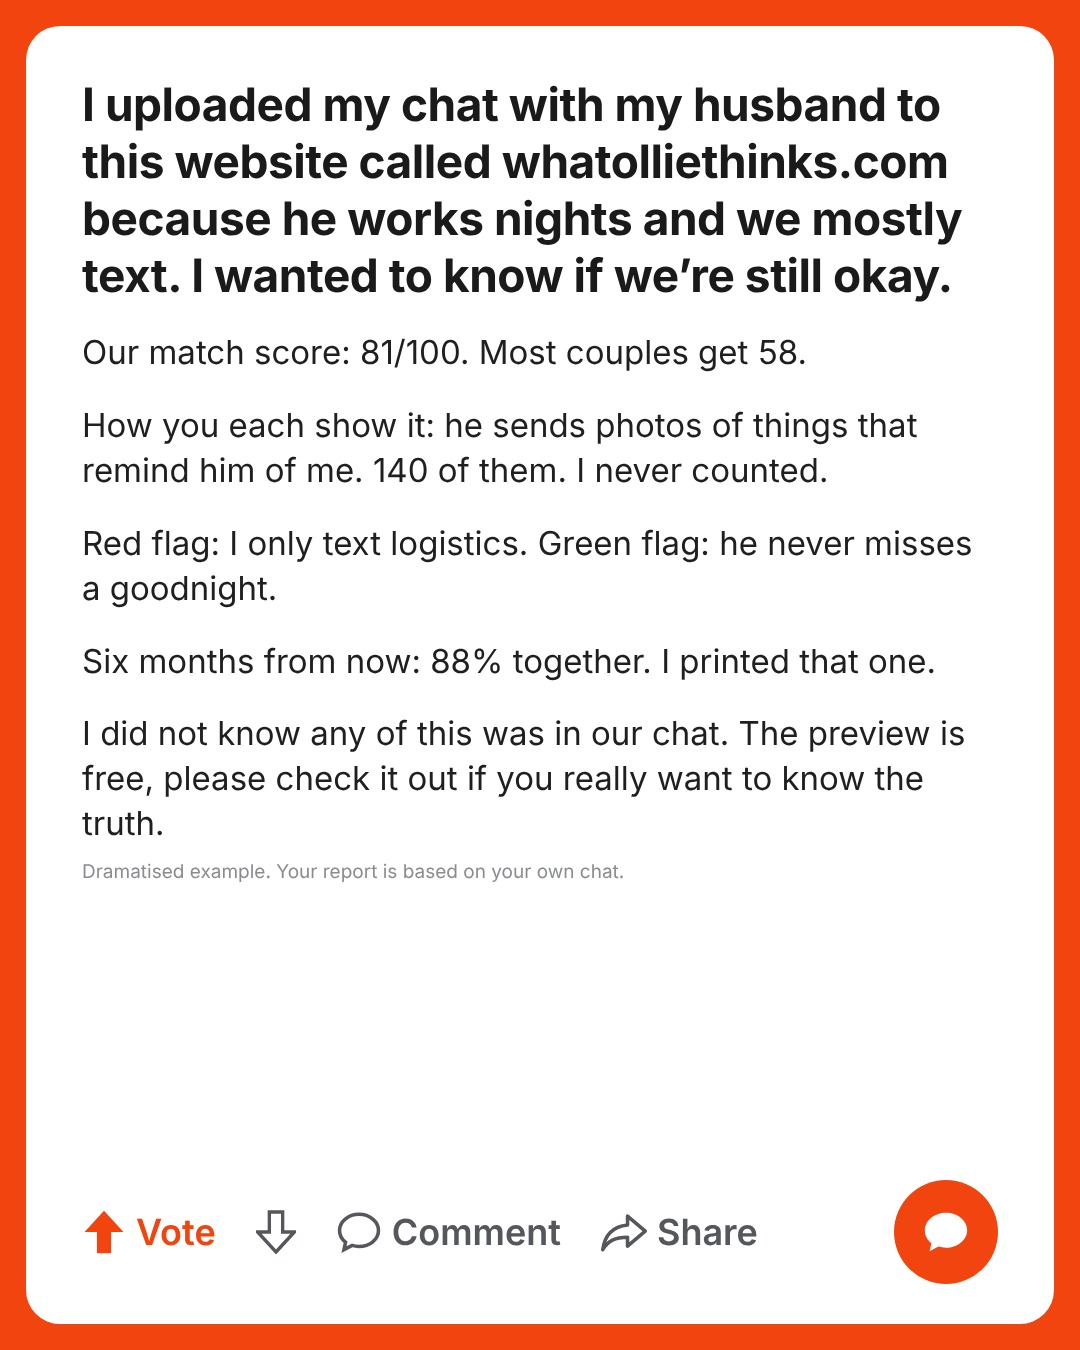 I uploaded my chat with my husband to
this website called whatolliethinks.com
because he works nights and we mostly
text. I wanted to know if we’re still okay.
Our match score: 81/100. Most couples get 58.
How you each show it: he sends photos of things that
remind him of me. 140 of them. I never counted.
Red flag: I only text logistics. Green flag: he never misses
a goodnight.
Six months from now: 88% together. I printed that one.
I did not know any of this was in our chat. The preview is
free, please check it out if you really want to know the
truth.
Dramatised example. Your report is based on your own chat.
Vote Comment Share